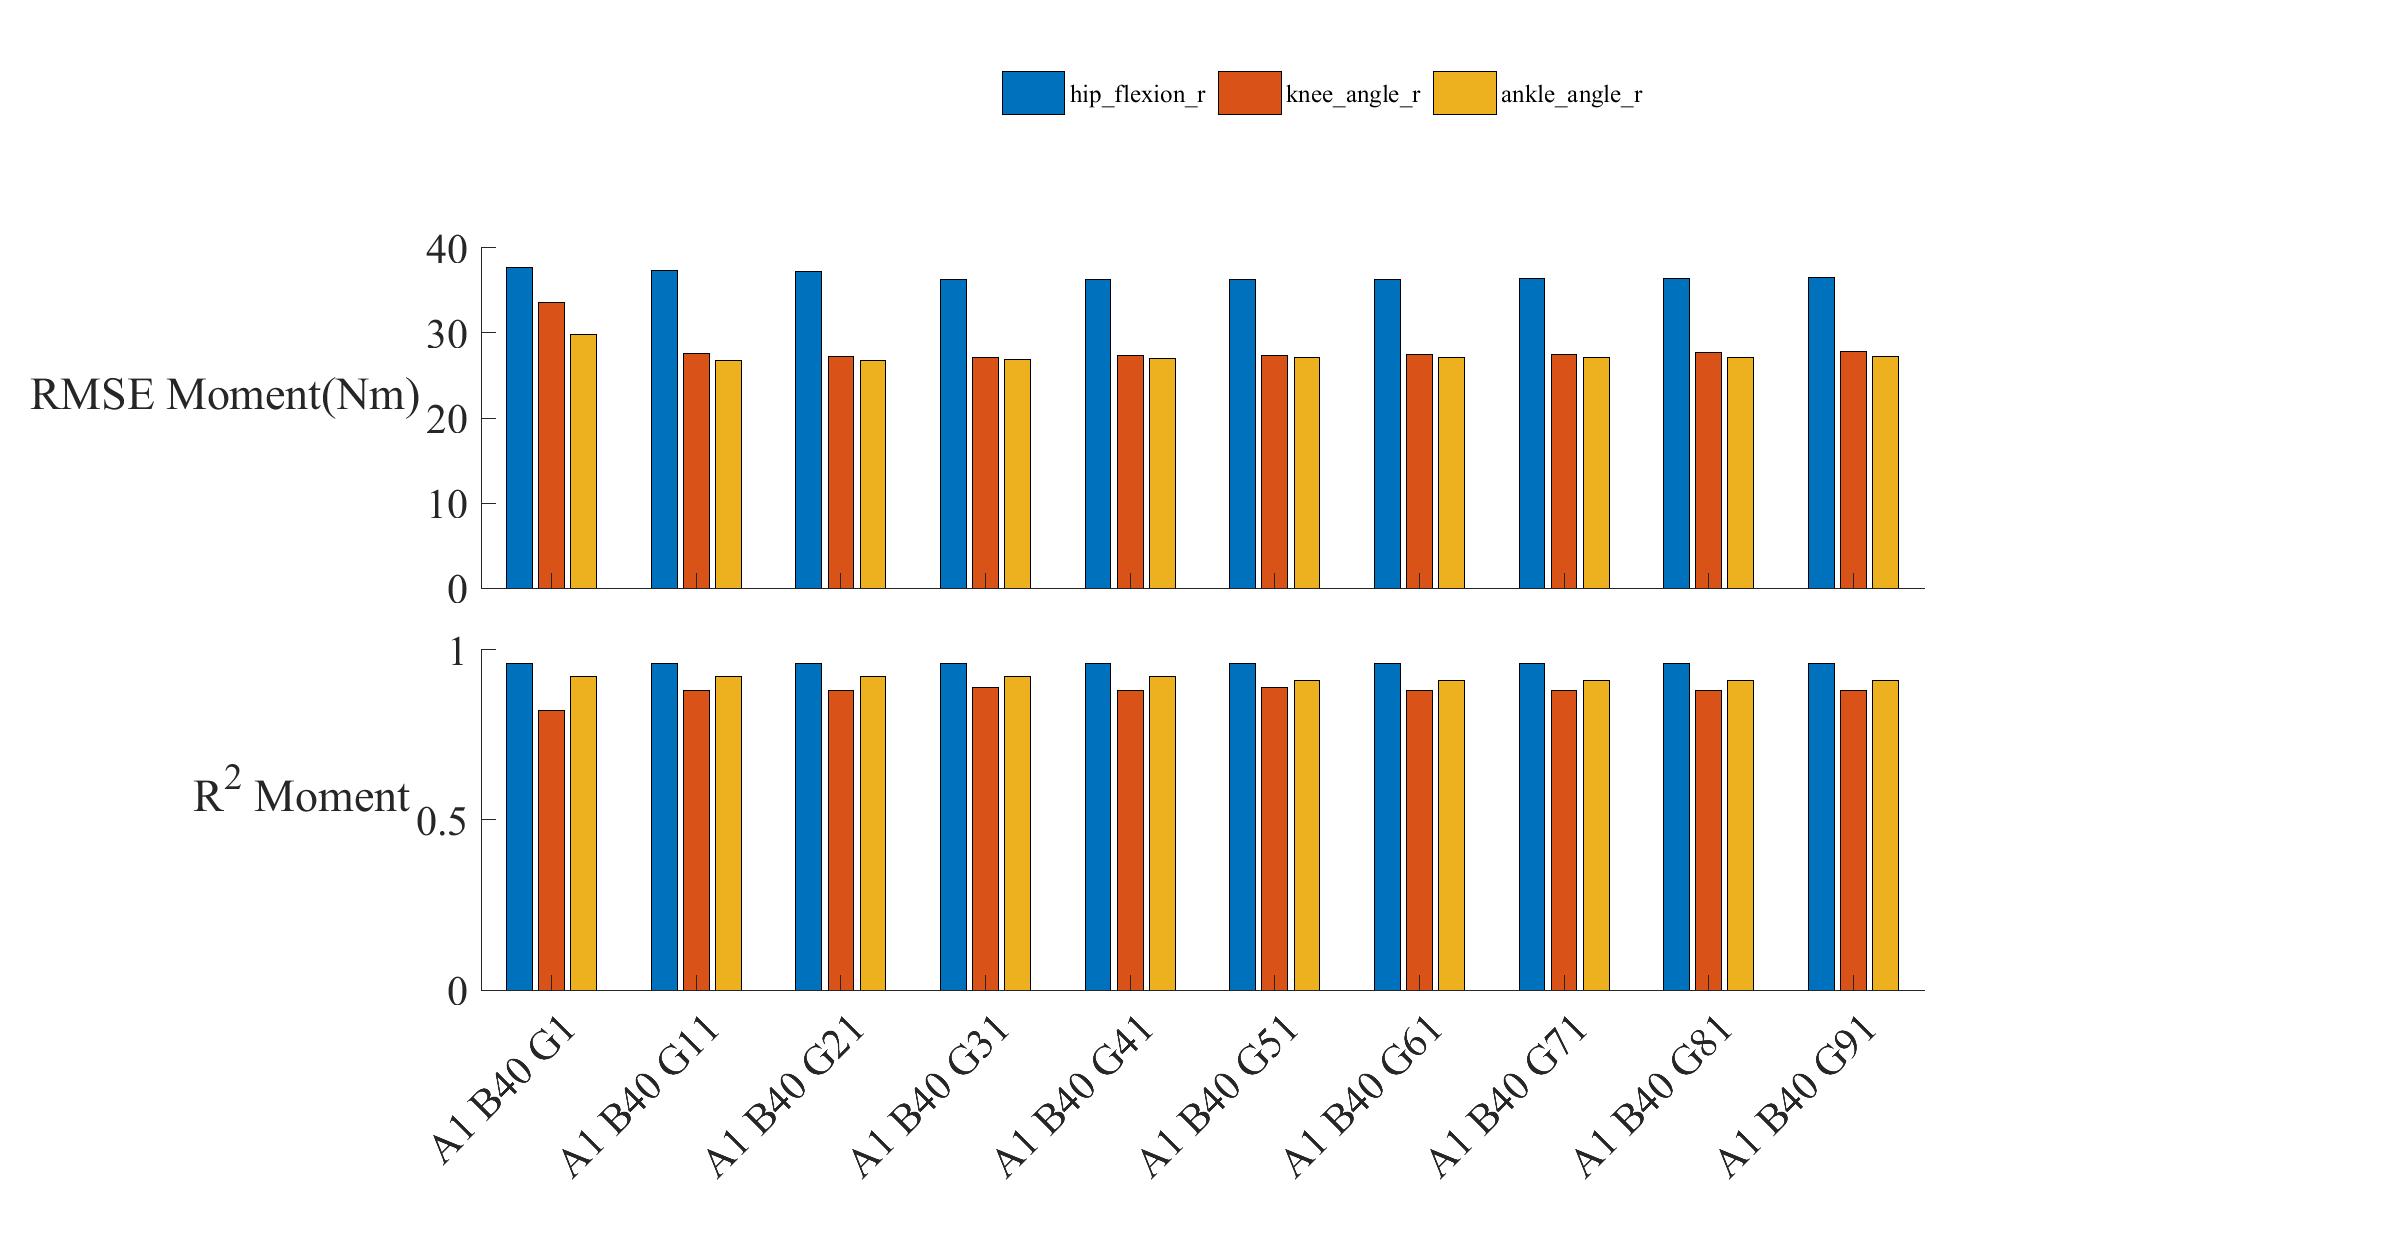 hip_flexion_r knee_angle_r ankle_angle_r
40
30
RMSE Moment(Nm)
20
10
0
1
R² Moment
0.5
0
A1 B40 G1
A1 B40 G11
A1 B40 G21
A1 B40 G31
A1 B40 G41
A1 B40 G51
A1 B40 G61
A1 B40 G71
A1 B40 G81
A1 B40 G91